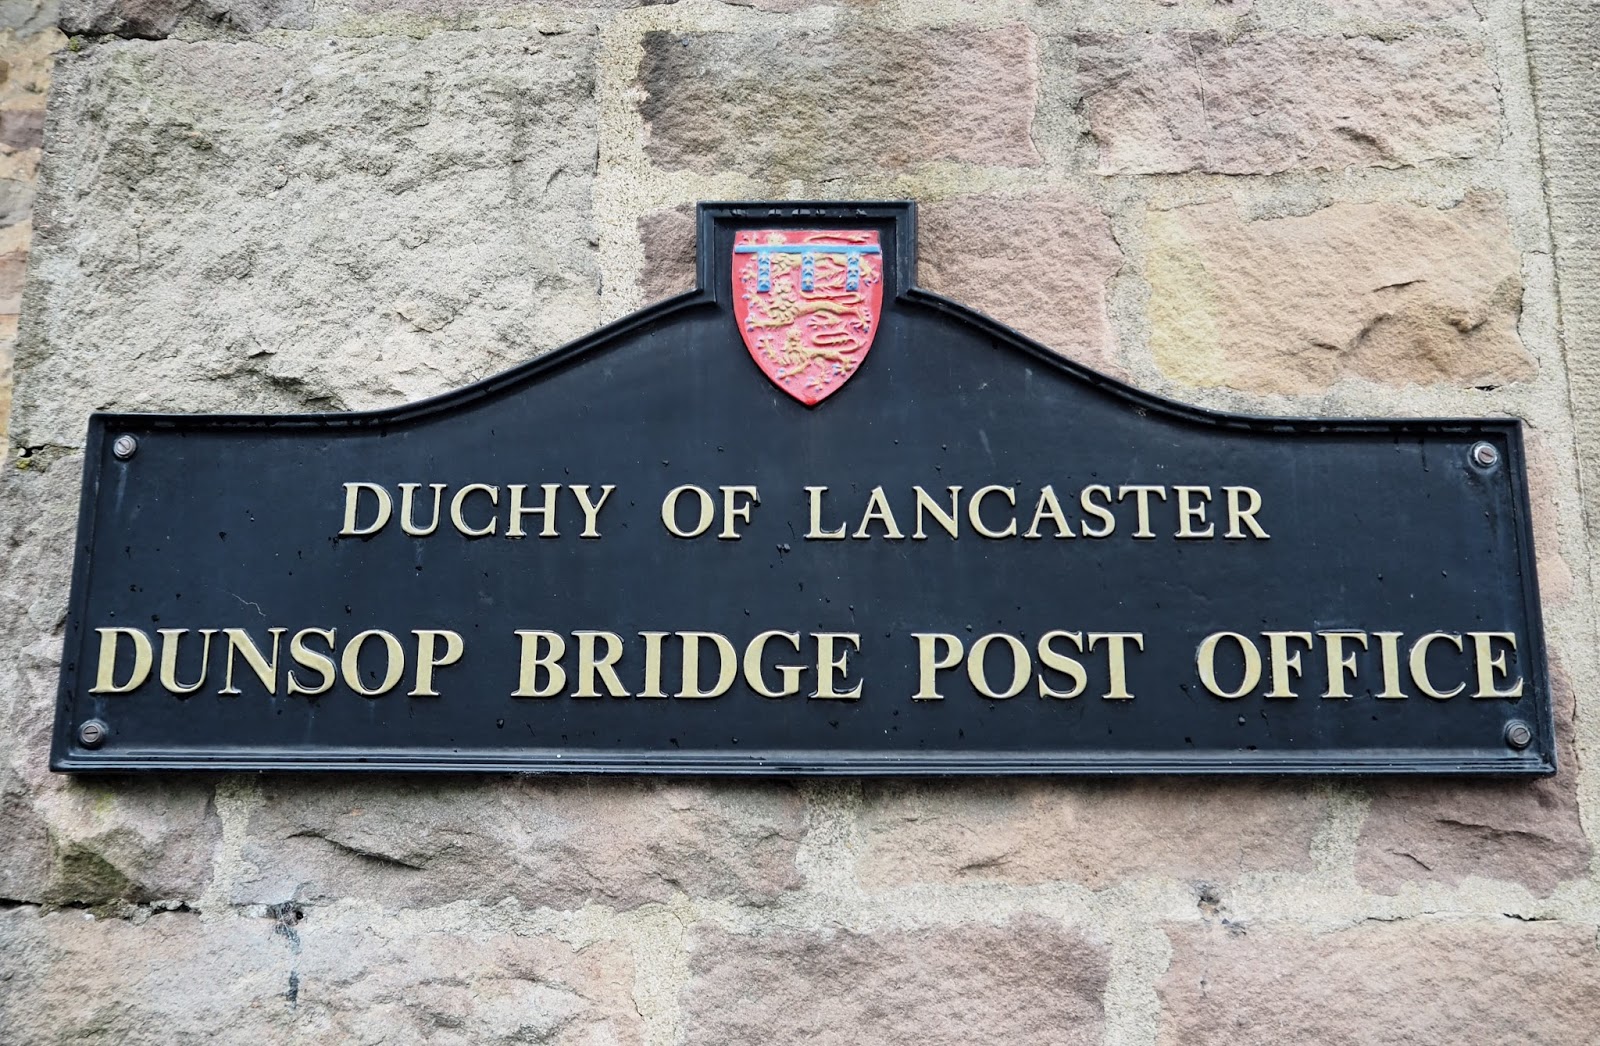 DUCHY OF LANCASTER
DUNSOP BRIDGE POST OFFICE